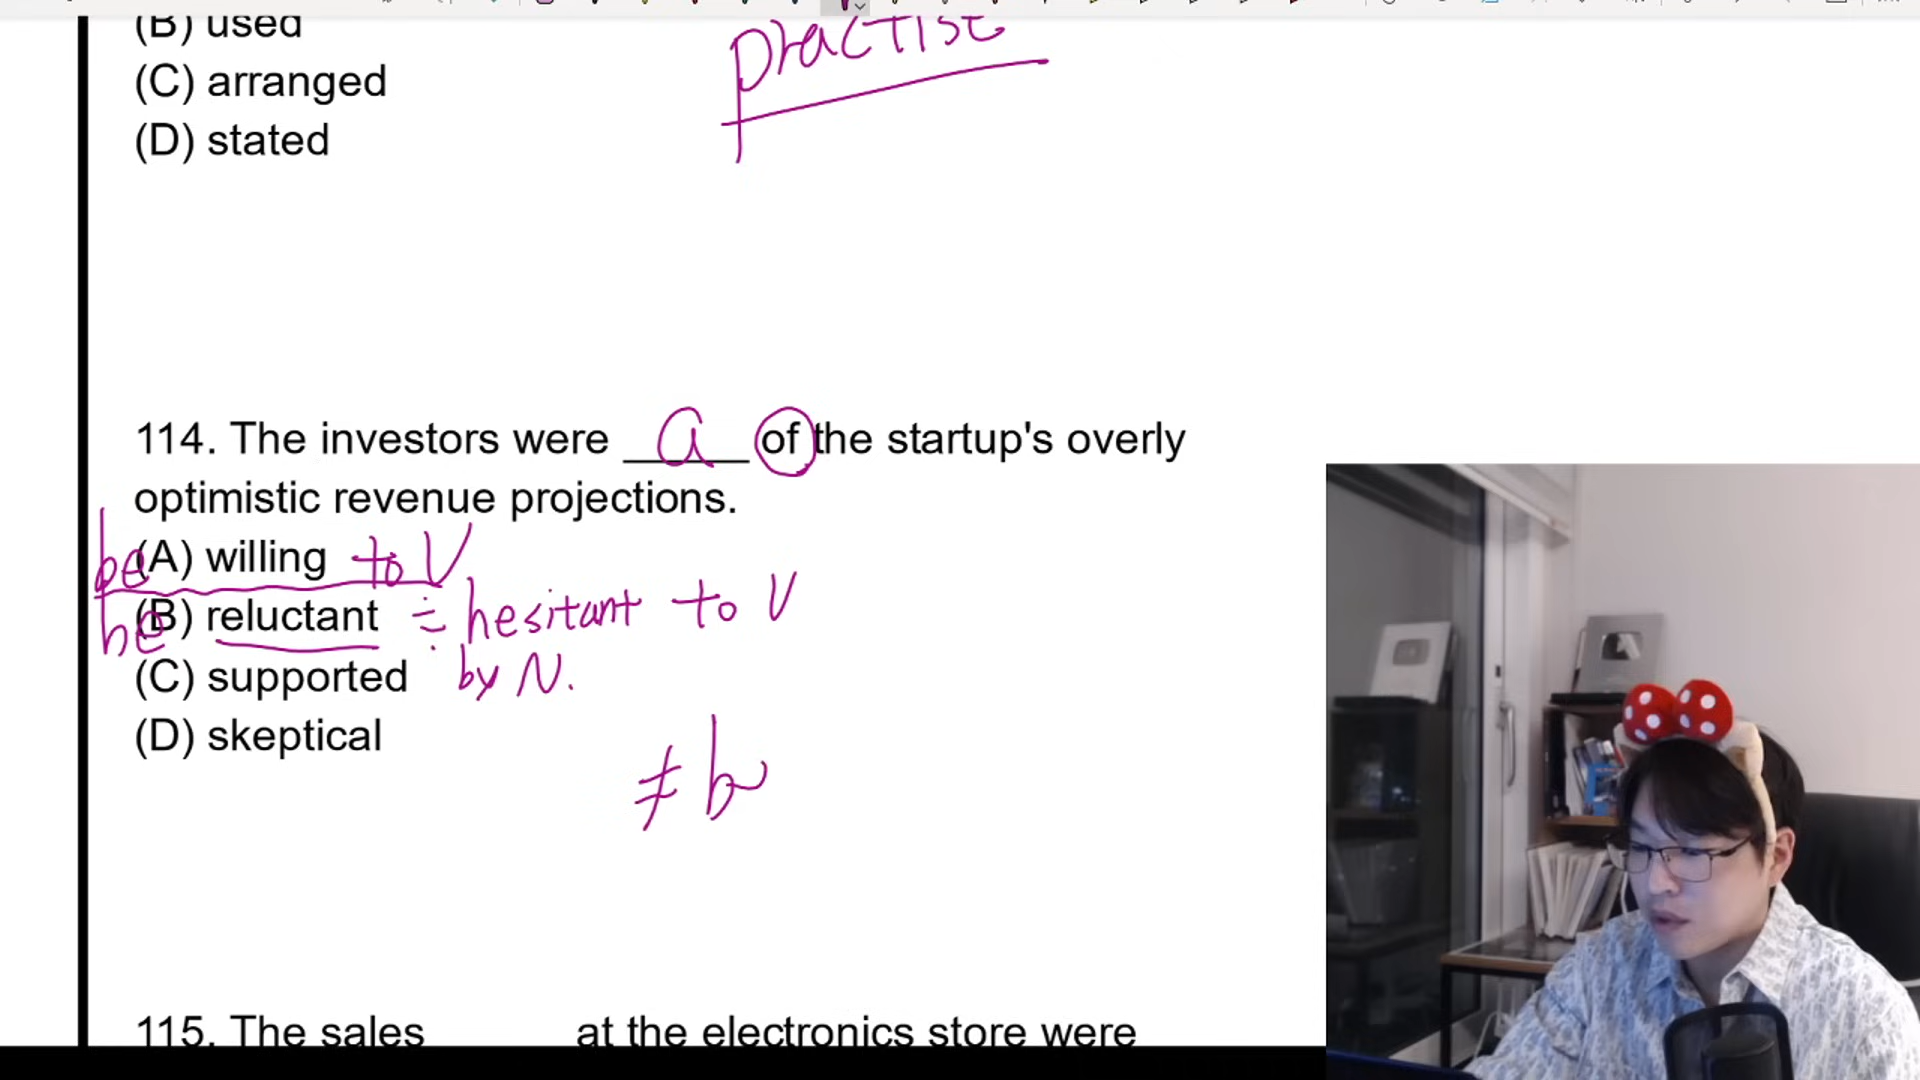 (B) used
practise
(C) arranged
(D) stated
114. The investors were a of the startup's overly
optimistic revenue projections.
be (A) willing to V
be (B) reluctant ≒ hesitant to V
(C) supported by N.
(D) skeptical
≠ b
115. The sales at the electronics store were